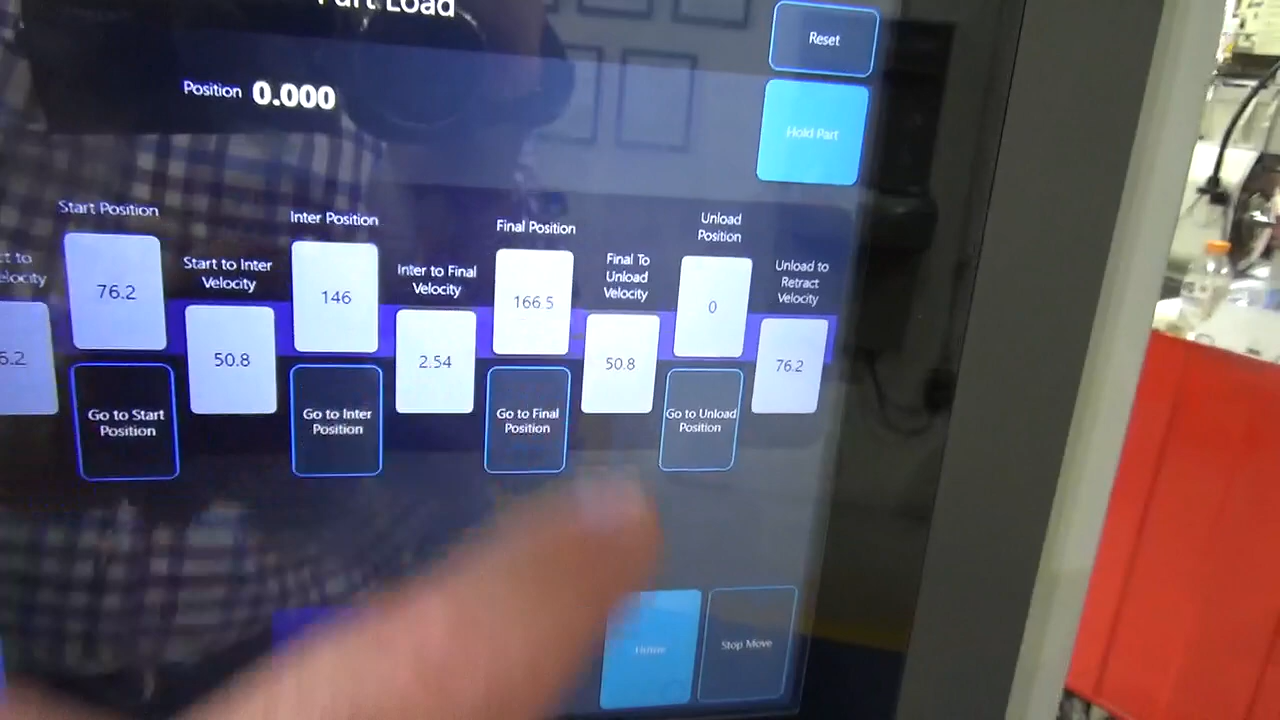 Part Load
Reset
Position 0.000
Hold Part
Start Position
76.2
Go to Start
Position
Start to Inter
Velocity
50.8
Inter Position
146
Go to Inter
Position
Inter to Final
Velocity
2.54
Final Position
166.5
Go to Final
Position
Final To
Unload
Velocity
50.8
Unload
Position
0
Go to Unload
Position
Unload to
Retract
Velocity
76.2
Home
Stop Move